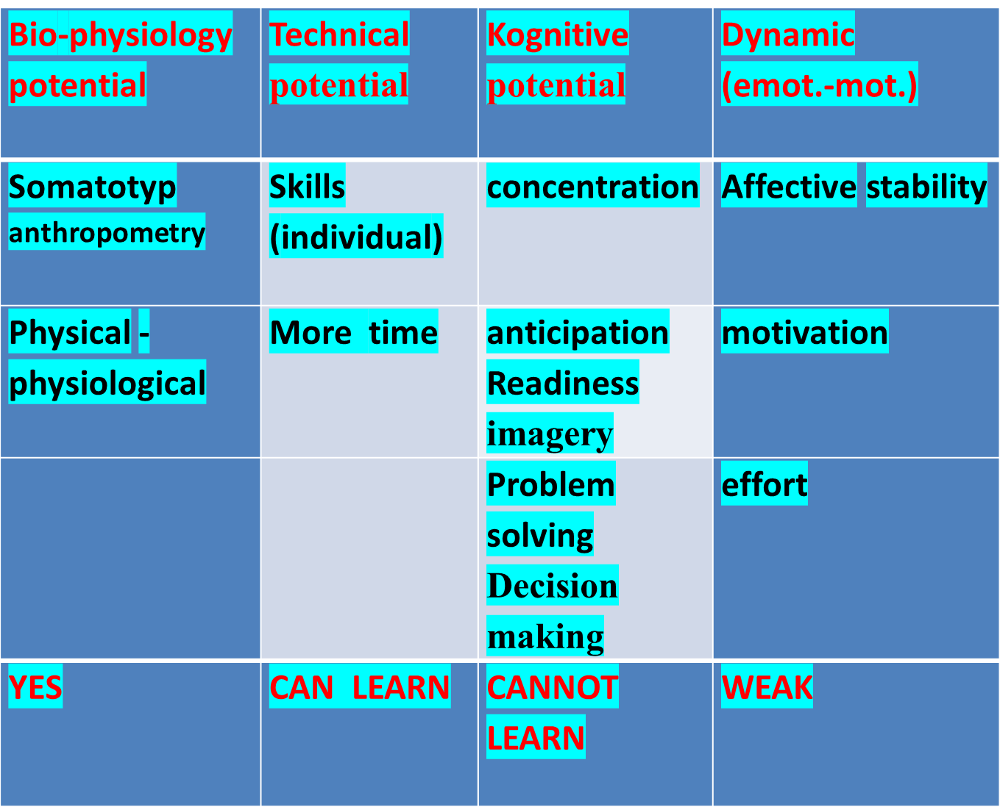 Bio-physiology
potential
Technical
potential
Kognitive
potential
Dynamic
(emot.-mot.)
Somatotyp
anthropometry
Skills
(individual)
concentration
Affective stability
Physical -
physiological
More time
anticipation
Readiness
imagery
motivation
Problem
solving
Decision
making
effort
YES
CAN LEARN
CANNOT
LEARN
WEAK